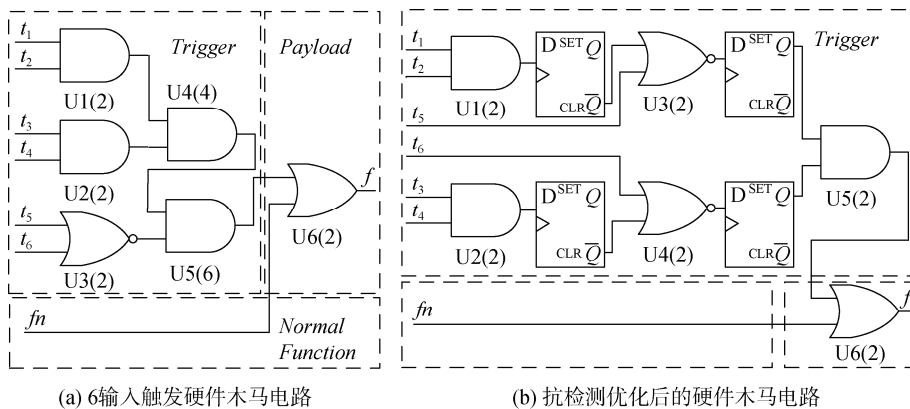 t1
t2
Trigger
Payload
U1(2)
U4(4)
t3
t4
U2(2)
t5
t6
U3(2)
U5(6)
f
U6(2)
fn
Normal
Function
(a) 6输入触发硬件木马电路
t1
t2
D SET Q
CLR Q̅
U1(2)
U3(2)
D SET Q
CLR Q̅
Trigger
t5
t6
t3
t4
U2(2)
D SET Q
CLR Q̅
U4(2)
D SET Q
CLR Q̅
U5(2)
fn
f
U6(2)
(b) 抗检测优化后的硬件木马电路